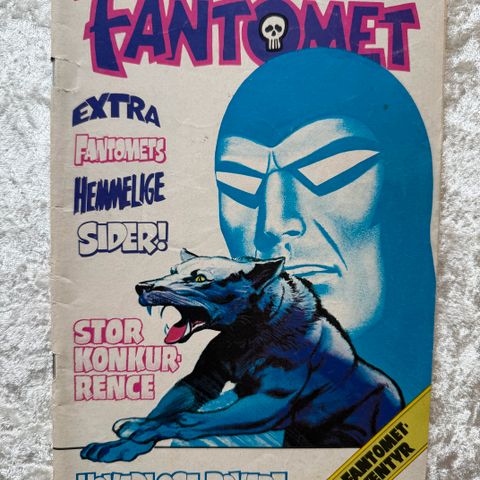 FANTOMET
EXTRA
FANTOMETS
HEMMELIGE
SIDER!
STOR
KONKUR-
RENCE
FANTOMET-